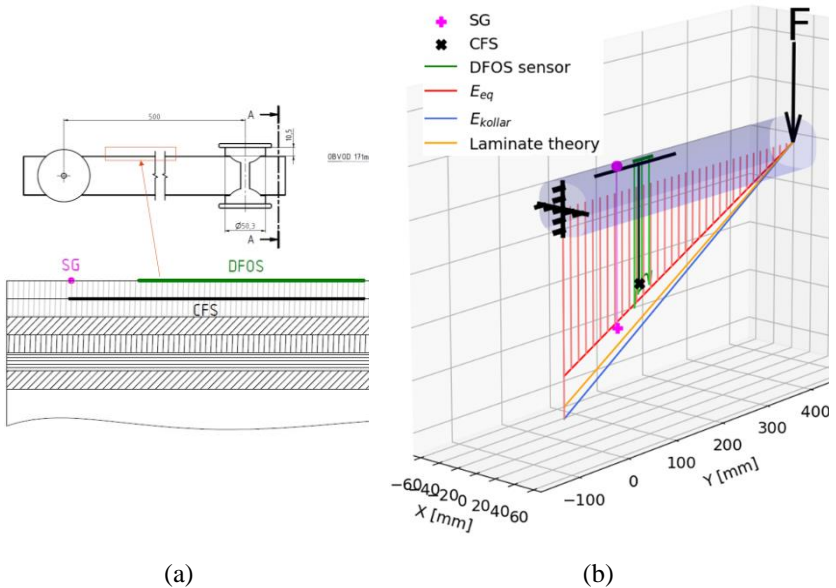 A
500
10,5
OBVOD 171m
Ø50,3
A
SG
DFOS
CFS
SG
CFS
DFOS sensor
E_eq
E_kollar
Laminate theory
F
−60−40−20 0 20 40 60
X [mm]
−100 0 100 200 300 400
Y [mm]
(a)
(b)